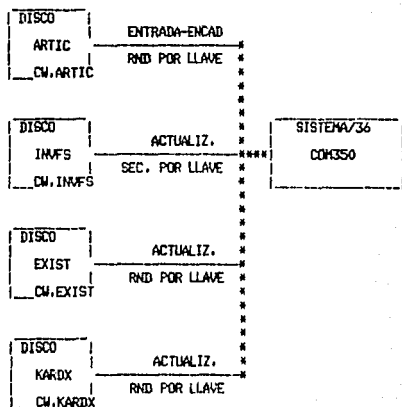 DISCO
ARTIC
CW.ARTIC
ENTRADA-ENCAD
RND POR LLAVE
DISCO
INVFS
CW.INVFS
ACTUALIZ.
SEC. POR LLAVE
SISTEMA/36
COM350
DISCO
EXIST
CW.EXIST
ACTUALIZ.
RND POR LLAVE
DISCO
KARDX
CW.KARDX
ACTUALIZ.
RND POR LLAVE